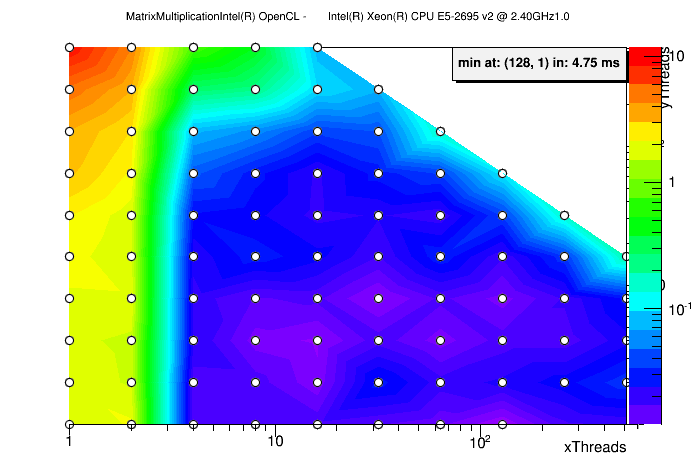 MatrixMultiplicationIntel(R) OpenCL - Intel(R) Xeon(R) CPU E5-2695 v2 @ 2.40GHz1.0
min at: (128, 1) in: 4.75 ms
10
yThreads
1
10⁻¹
1 10 10²
xThreads